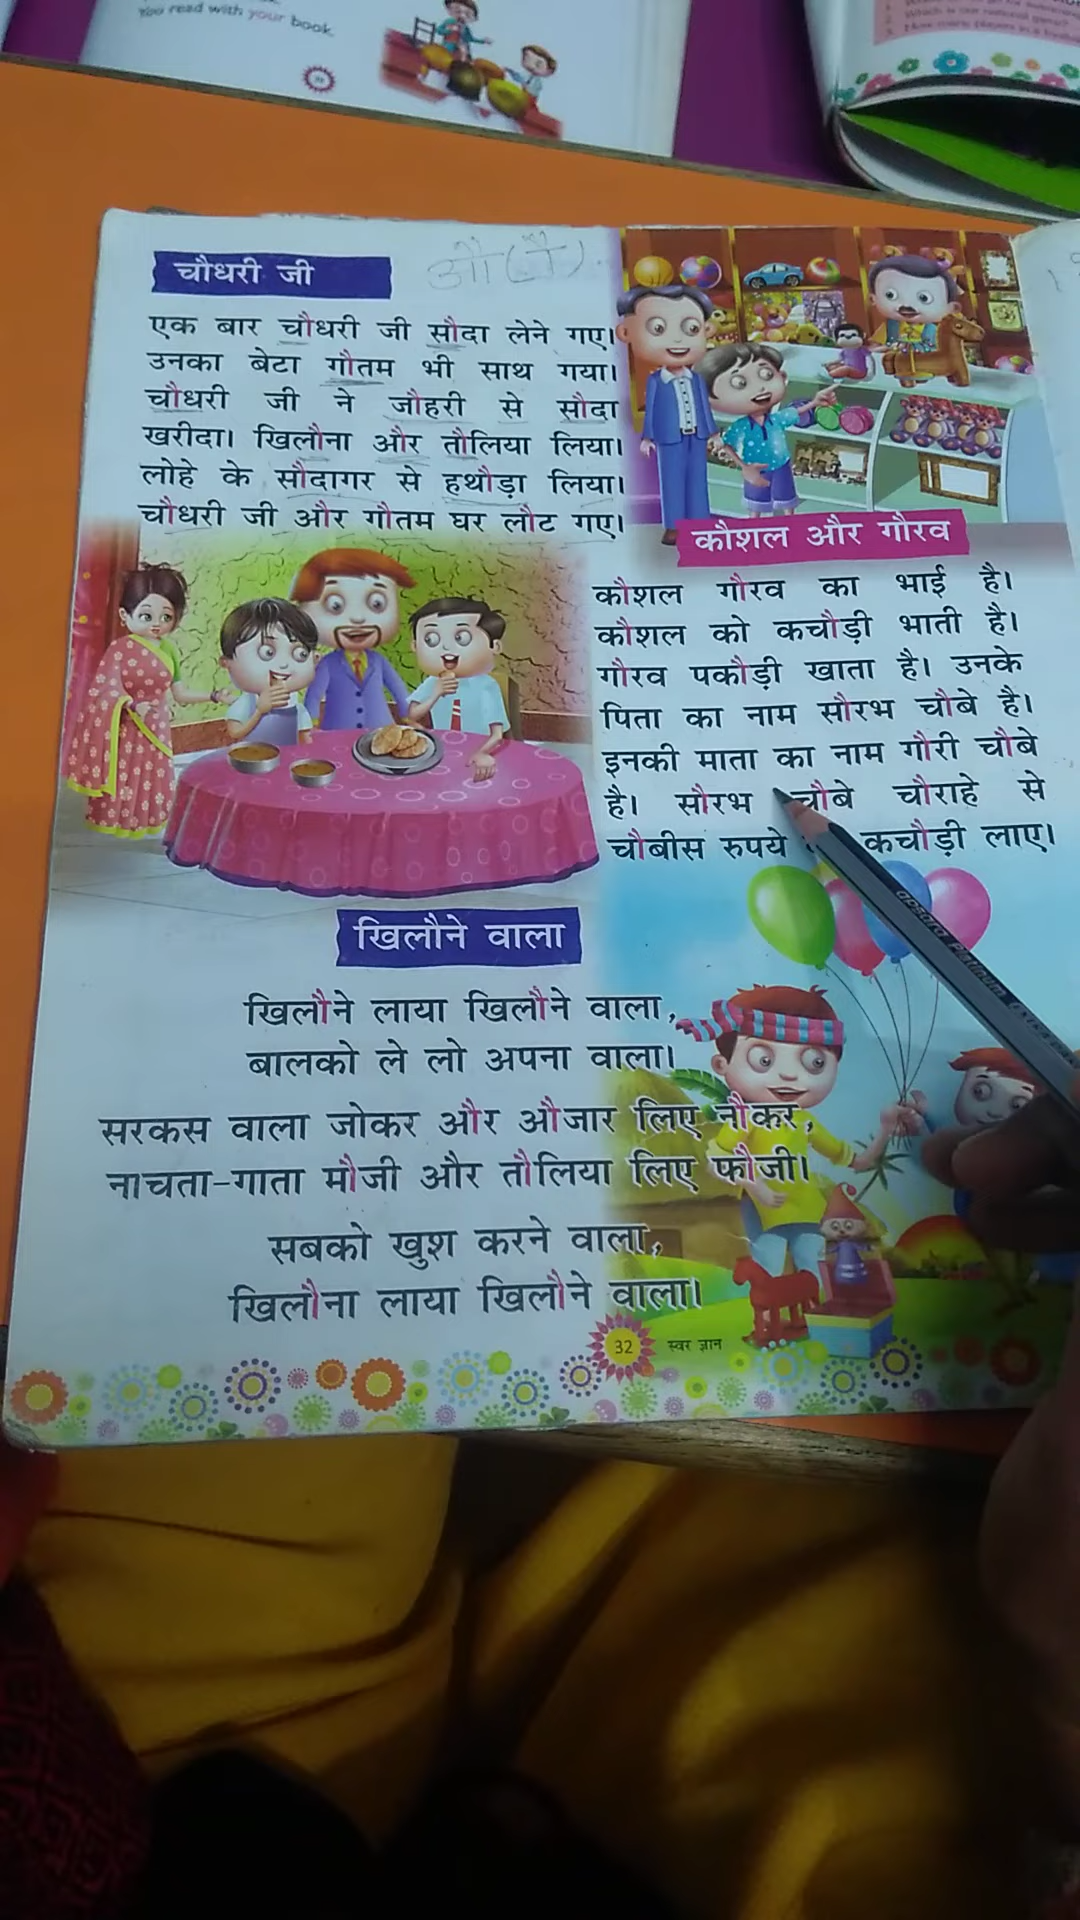 You read with your book
चौधरी जी
औ (ौ)
एक बार चौधरी जी सौदा लेने गए।
उनका बेटा गौतम भी साथ गया।
चौधरी जी ने जौहरी से सौदा
खरीदा। खिलौना और तौलिया लिया।
लोहे के सौदागर से हथौड़ा लिया।
चौधरी जी और गौतम घर लौट गए।
कौशल और गौरव
कौशल गौरव का भाई है।
कौशल को कचौड़ी भाती है।
गौरव पकौड़ी खाता है। उनके
पिता का नाम सौरभ चौबे है।
इनकी माता का नाम गौरी चौबे
है। सौरभ चौबे चौराहे से
चौबीस रुपये कचौड़ी लाए।
खिलौने वाला
खिलौने लाया खिलौने वाला,
बालको ले लो अपना वाला।
सरकस वाला जोकर और औजार लिए नौकर,
नाचता-गाता मौजी और तौलिया लिए फौजी।
सबको खुश करने वाला,
खिलौना लाया खिलौने वाला।
32 स्वर ज्ञान
apsara Platinum